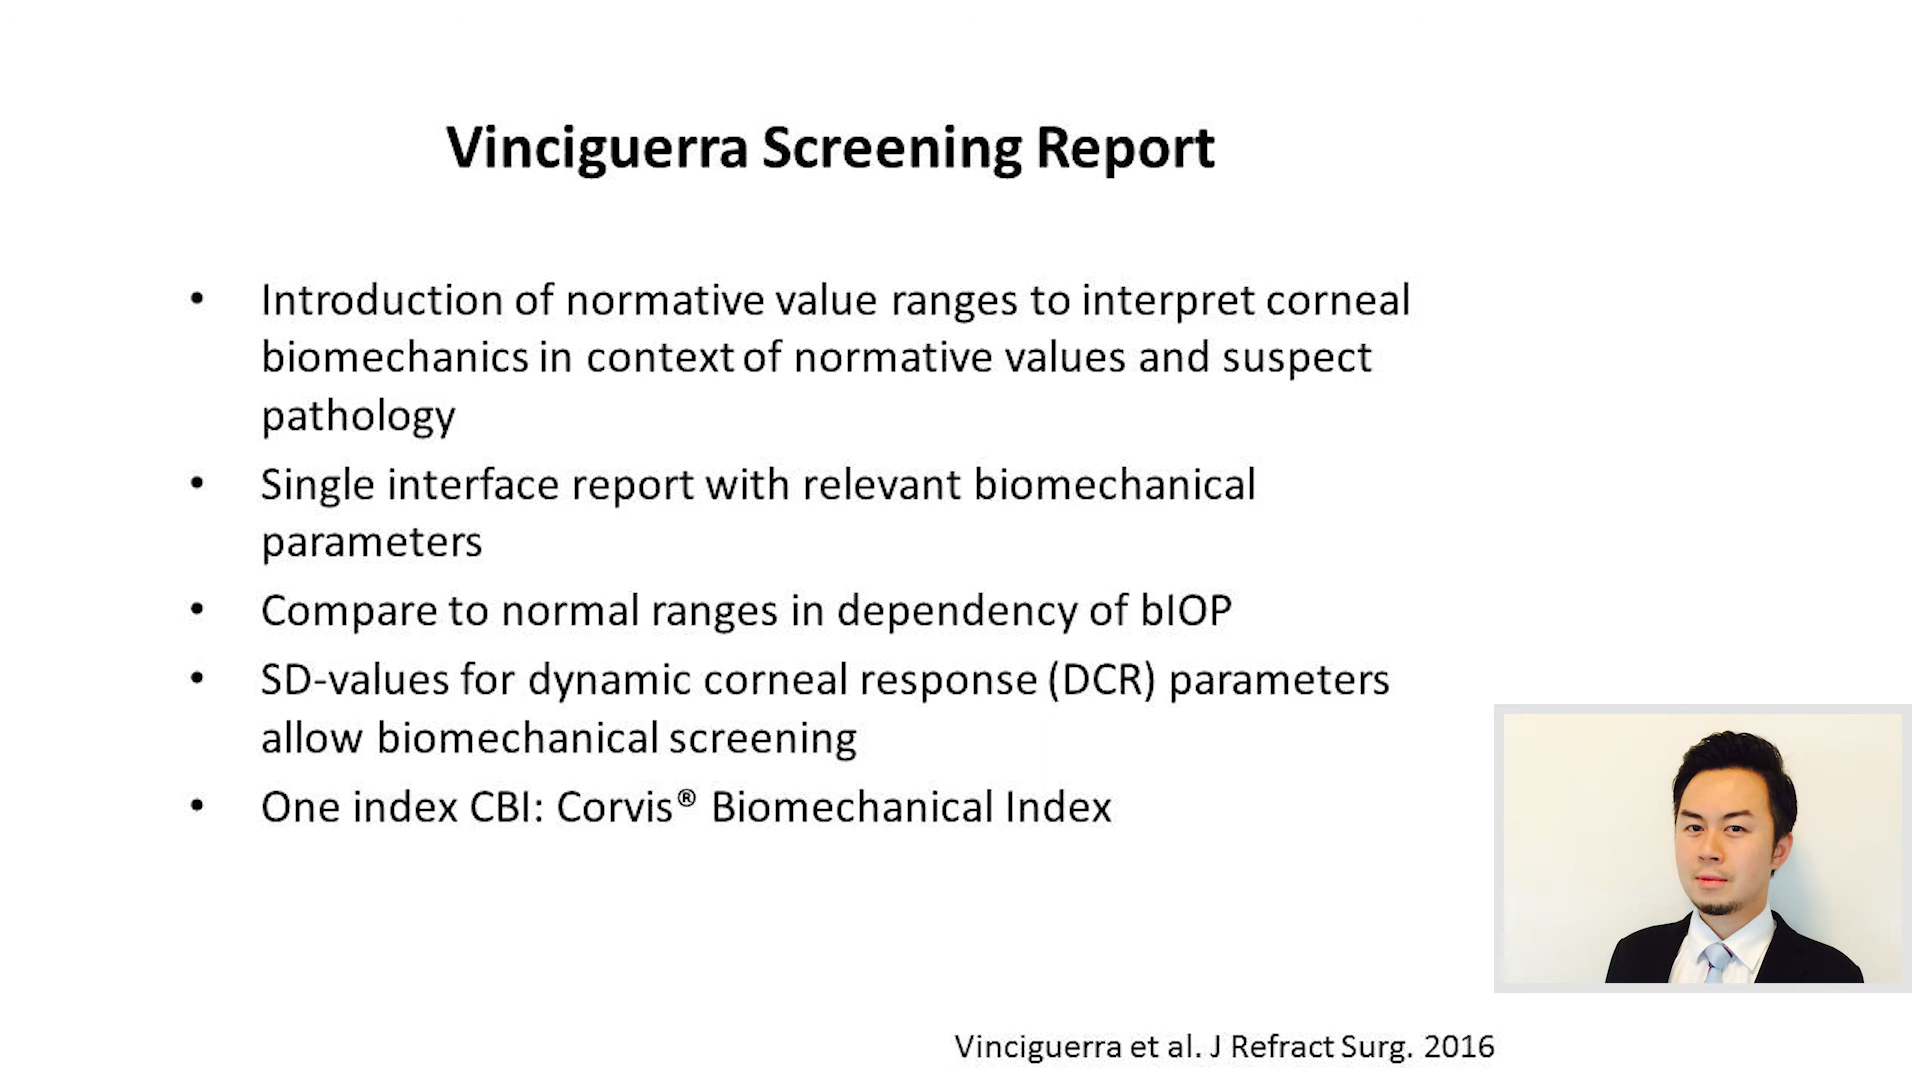 Vinciguerra Screening Report
• Introduction of normative value ranges to interpret corneal
biomechanics in context of normative values and suspect
pathology
• Single interface report with relevant biomechanical
parameters
• Compare to normal ranges in dependency of bIOP
• SD-values for dynamic corneal response (DCR) parameters
allow biomechanical screening
• One index CBI: Corvis® Biomechanical Index
Vinciguerra et al. J Refract Surg. 2016